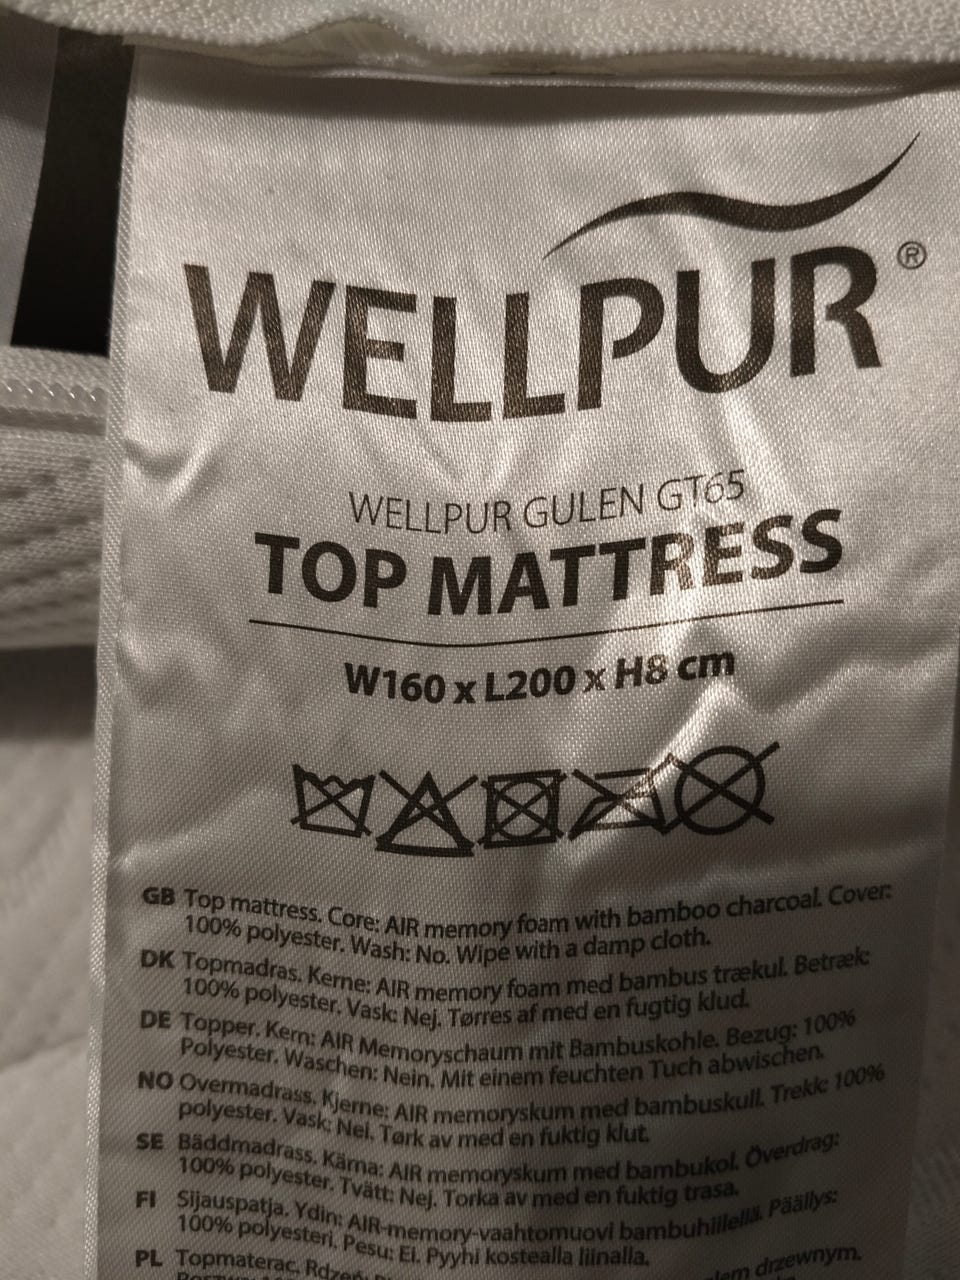 WELLPUR®
WELLPUR GULEN GT65
TOP MATTRESS
W160 x L200 x H8 cm
GB Top mattress. Core: AIR memory foam with bamboo charcoal. Cover:
100% polyester. Wash: No. Wipe with a damp cloth.
DK Topmadras. Kerne: AIR memory foam med bambus trækul. Betræk:
100% polyester. Vask: Nej. Tørres af med en fugtig klud.
DE Topper. Kern: AIR Memoryschaum mit Bambuskohle. Bezug: 100%
Polyester. Waschen: Nein. Mit einem feuchten Tuch abwischen.
NO Overmadrass. Kjerne: AIR memoryskum med bambuskull. Trekk: 100%
polyester. Vask: Nei. Tørk av med en fuktig klut.
SE Bäddmadrass. Kärna: AIR memoryskum med bambukol. Överdrag:
100% polyester. Tvätt: Nej. Torka av med en fuktig trasa.
FI Sijauspatja. Ydin: AIR-memory-vaahtomuovi bambuhiilellä. Päällys:
100% polyesteri. Pesu: Ei. Pyyhi kostealla liinalla.
PL Topmaterac. Rdzeń: drzewnym.